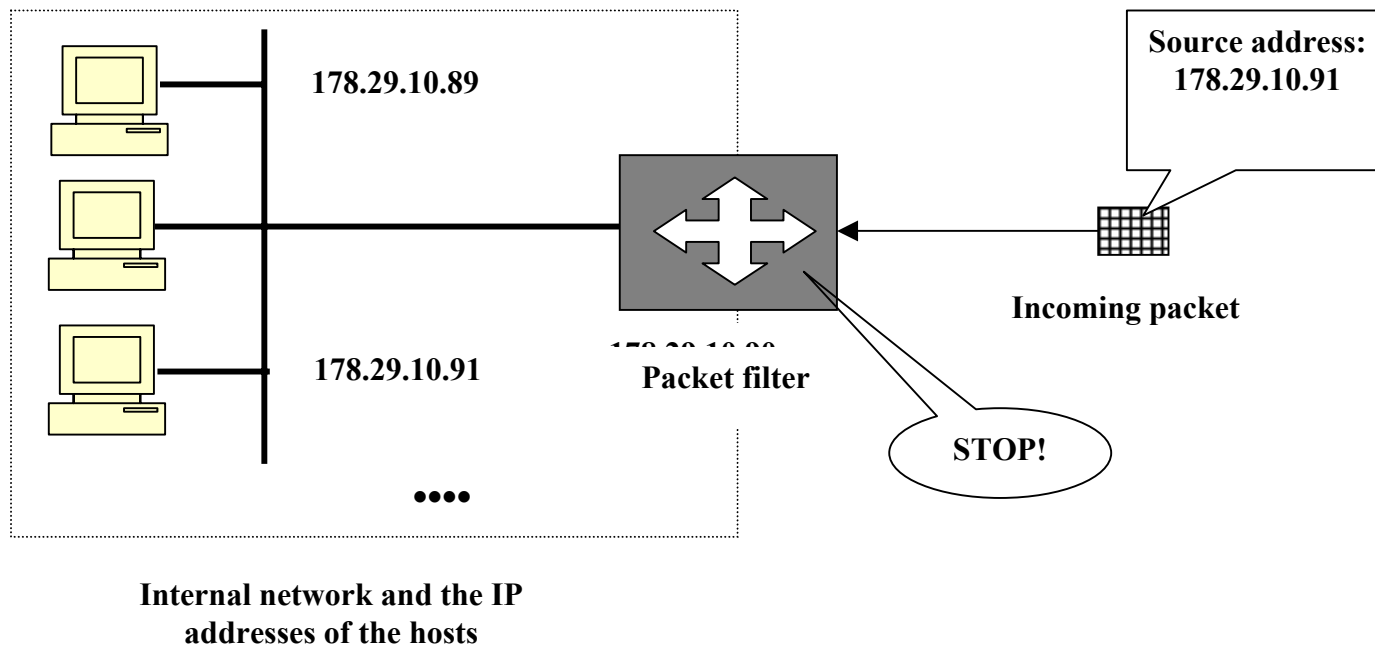 Source address:
178.29.10.91
178.29.10.89
Incoming packet
178.29.10.91
Packet filter
STOP!
Internal network and the IP
addresses of the hosts